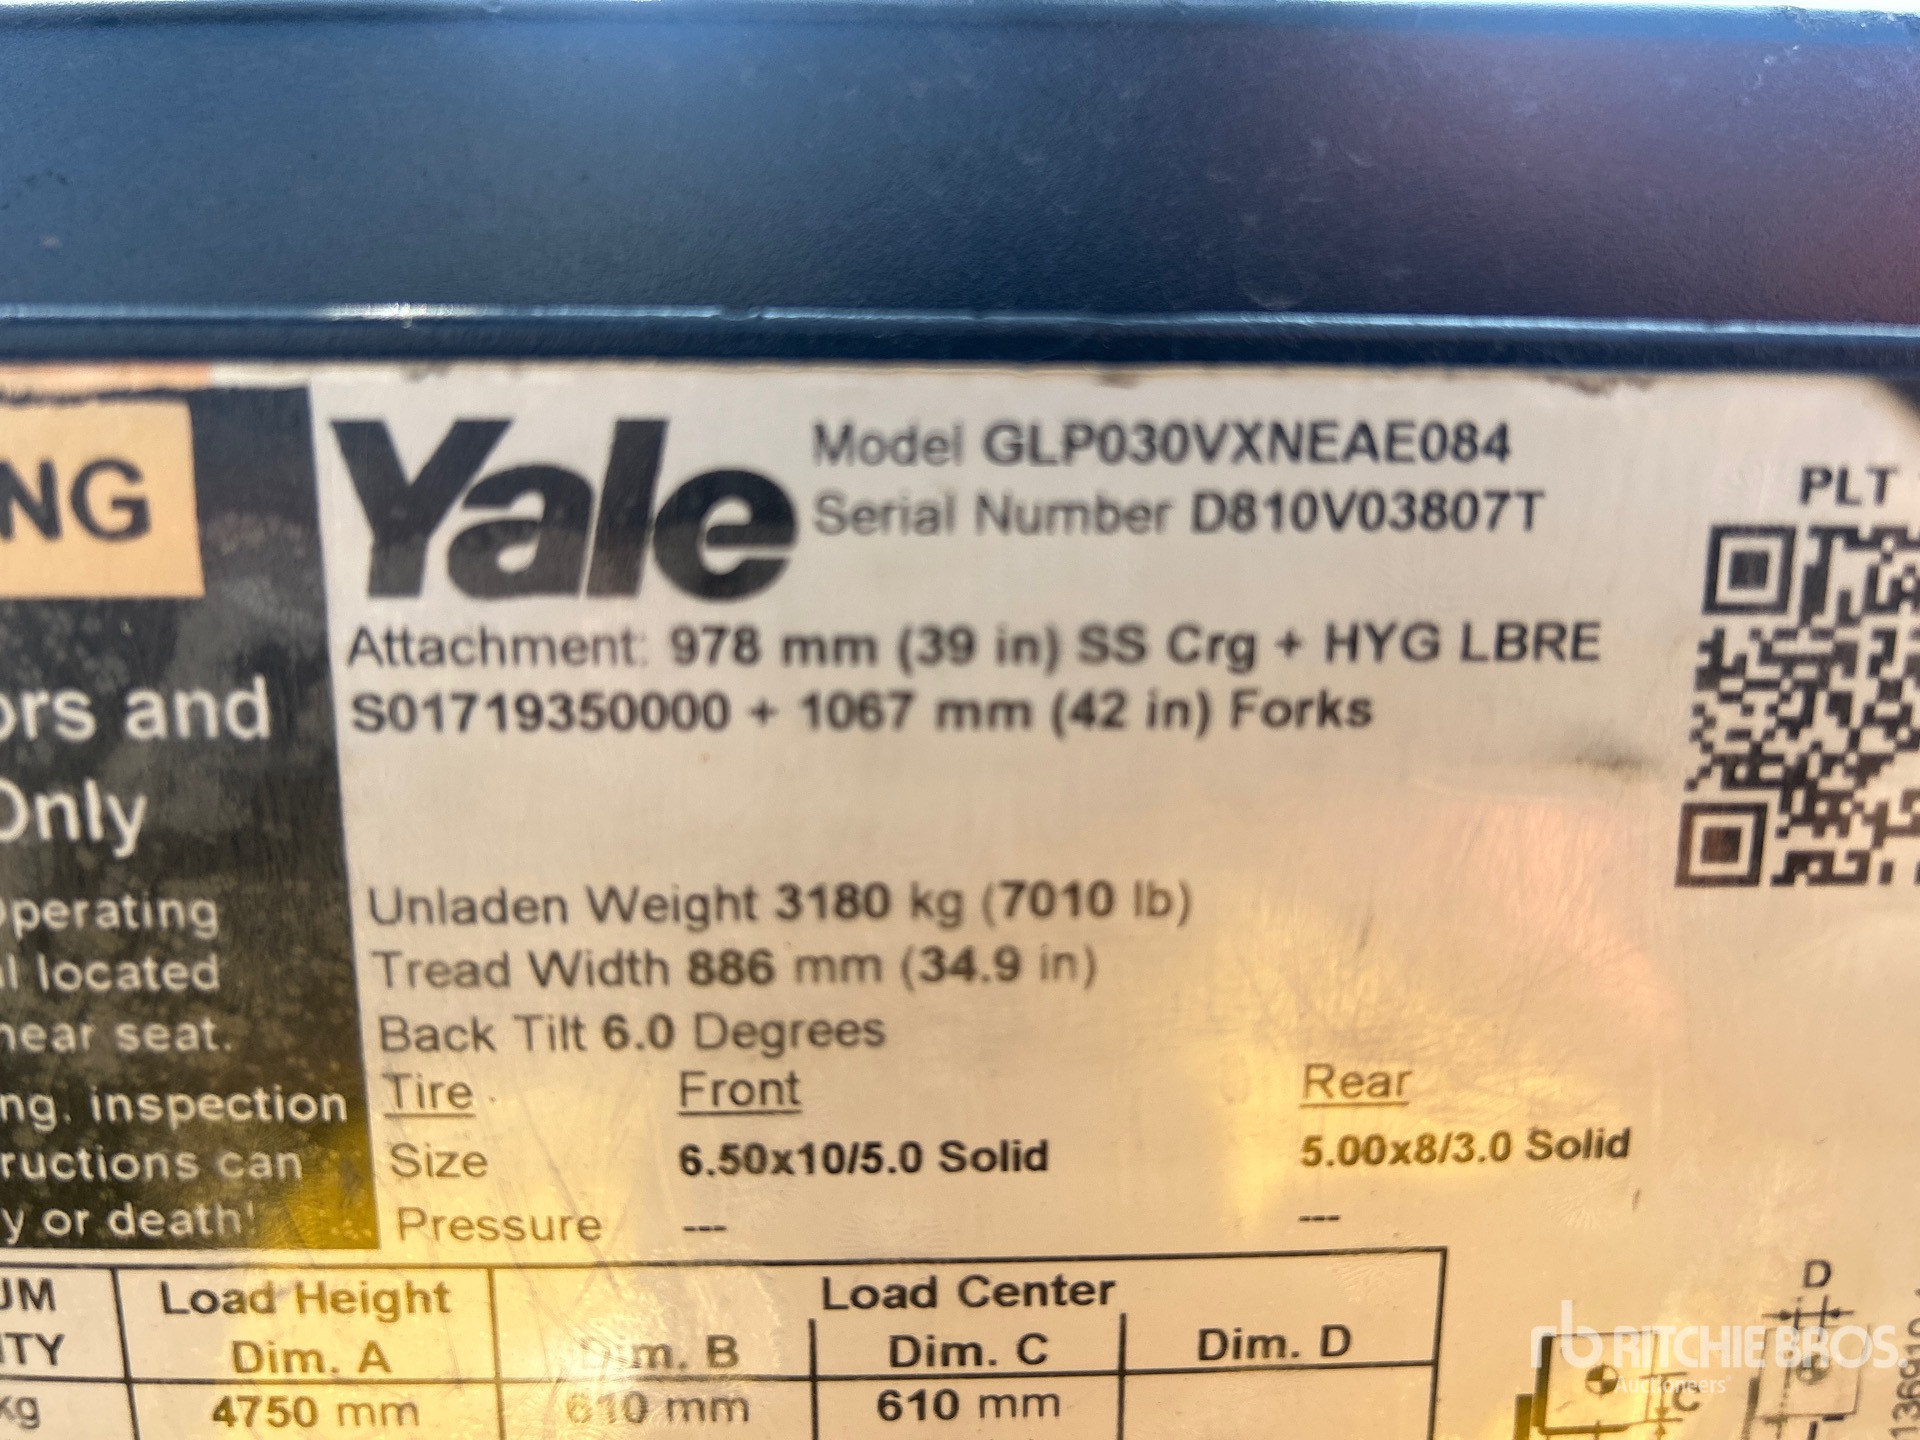 NG
Yale
Model GLP030VXNEAE084
Serial Number D810V03807T
PLT
Attachment: 978 mm (39 in) SS Crg + HYG LBRE
S01719350000 + 1067 mm (42 in) Forks
ors and
Only
operating
l located
near seat.
ng. inspection
ructions can
y or death!
Unladen Weight 3180 kg (7010 lb)
Tread Width 886 mm (34.9 in)
Back Tilt 6.0 Degrees
Tire Front Rear
Size 6.50x10/5.0 Solid 5.00x8/3.0 Solid
Pressure --- ---
UM Load Height Load Center
ITY Dim. A Dim. B Dim. C Dim. D
kg 4750 mm 610 mm 610 mm
D
C
rb RITCHIE BROS.
Auctioneers